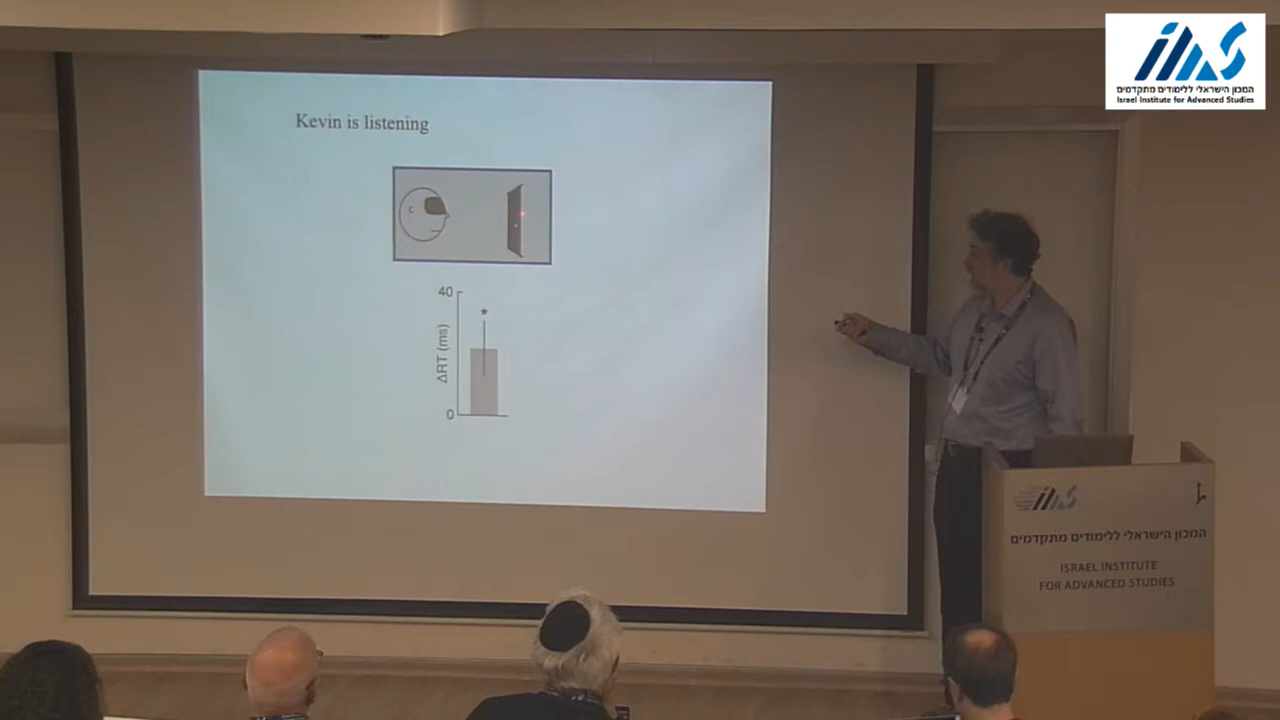 המכון הישראלי ללימודים מתקדמים
Israel Institute for Advanced Studies
Kevin is listening
40
*
ΔRT (ms)
0
המכון הישראלי ללימודים מתקדמים
ISRAEL INSTITUTE
FOR ADVANCED STUDIES